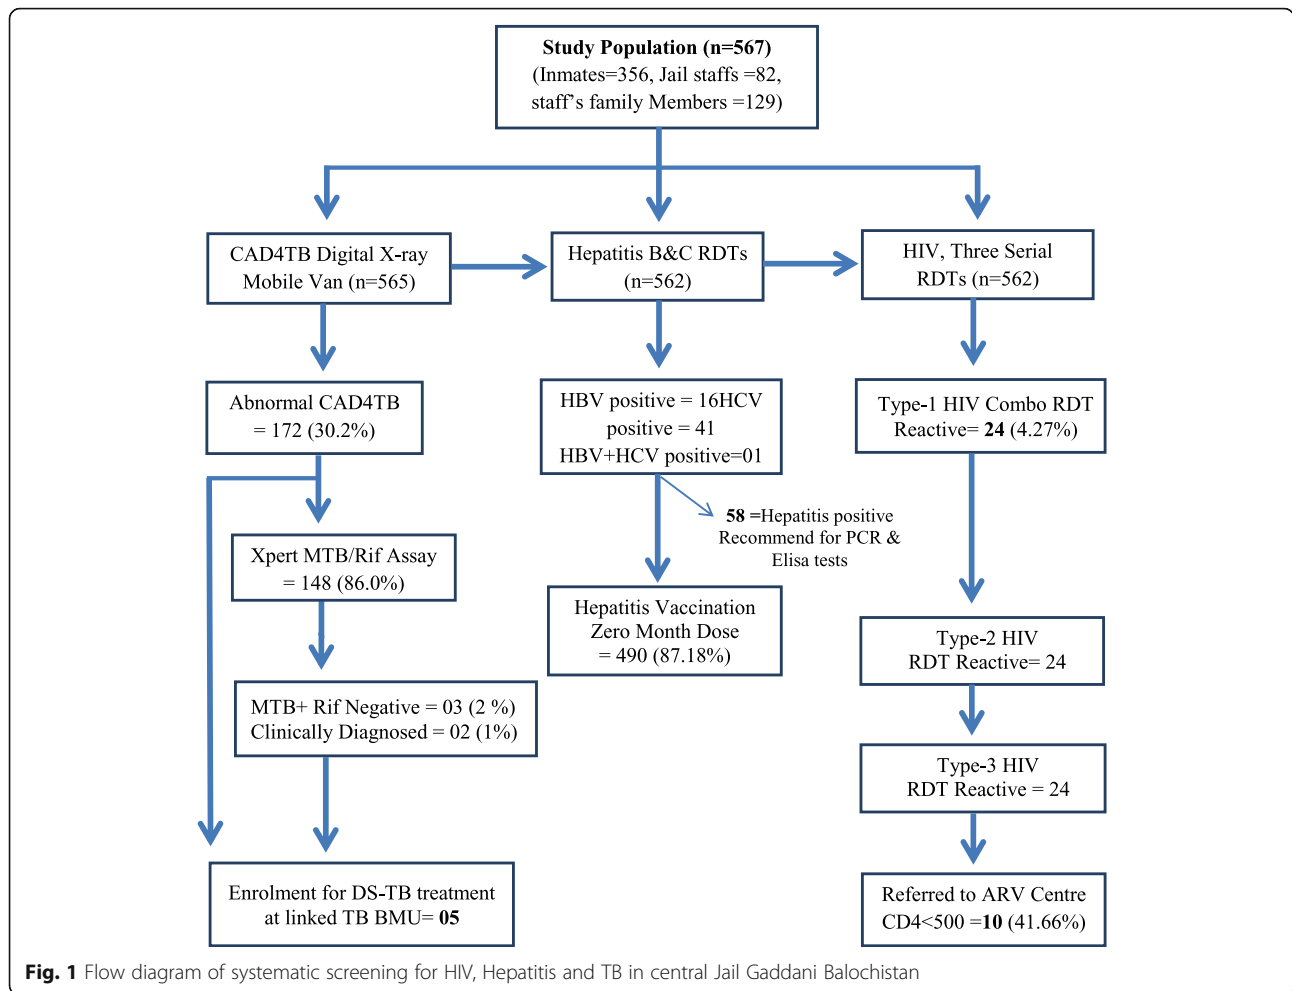 Study Population (n=567)
(Inmates=356, Jail staffs =82,
staff's family Members =129)
CAD4TB Digital X-ray
Mobile Van (n=565)
Hepatitis B&C RDTs
(n=562)
HIV, Three Serial
RDTs (n=562)
Abnormal CAD4TB
= 172 (30.2%)
HBV positive = 16HCV
positive = 41
HBV+HCV positive=01
Type-1 HIV Combo RDT
Reactive= 24 (4.27%)
58 =Hepatitis positive
Recommend for PCR &
Elisa tests
Xpert MTB/Rif Assay
= 148 (86.0%)
Hepatitis Vaccination
Zero Month Dose
= 490 (87.18%)
Type-2 HIV
RDT Reactive= 24
MTB+ Rif Negative = 03 (2 %)
Clinically Diagnosed = 02 (1%)
Type-3 HIV
RDT Reactive = 24
Enrolment for DS-TB treatment
at linked TB BMU= 05
Referred to ARV Centre
CD4<500 =10 (41.66%)
Fig. 1 Flow diagram of systematic screening for HIV, Hepatitis and TB in central Jail Gaddani Balochistan